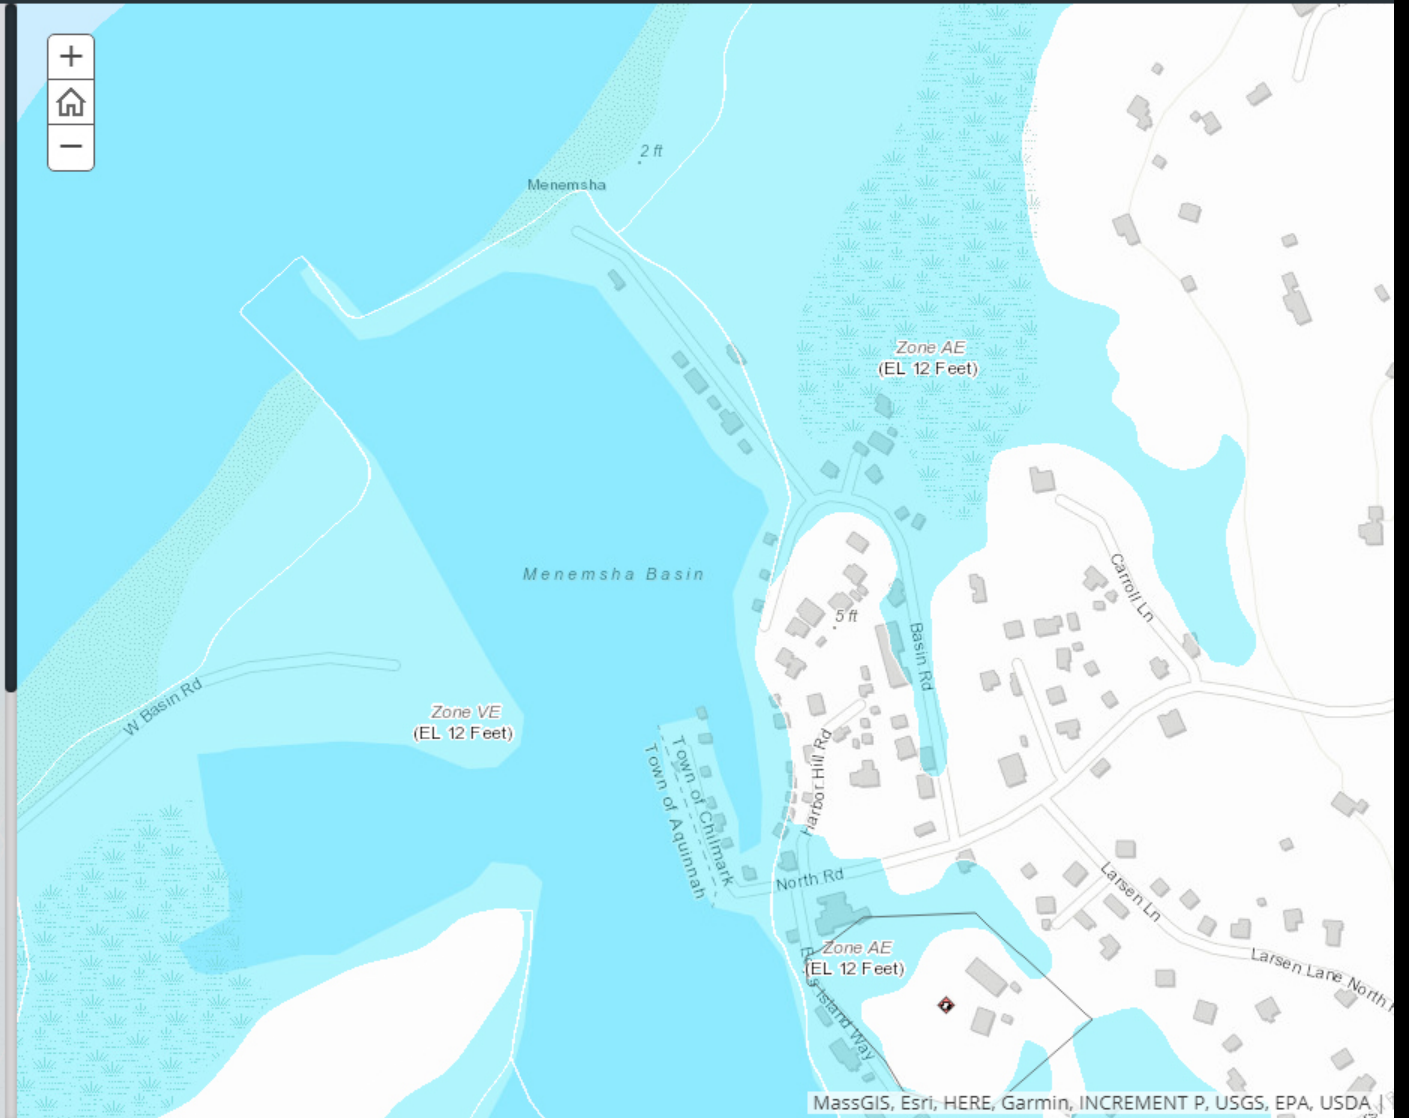 +
−
2 ft
Menemsha
Zone AE
(EL 12 Feet)
Menemsha Basin
Carroll Ln
5 ft
Basin Rd
W Basin Rd
Zone VE
(EL 12 Feet)
Town of Chilmark
Town of Aquinnah
Harbor Hill Rd
North Rd
Larsen Ln
Zone AE
(EL 12 Feet)
Island Way
Larsen Lane North
MassGIS, Esri, HERE, Garmin, INCREMENT P, USGS, EPA, USDA |